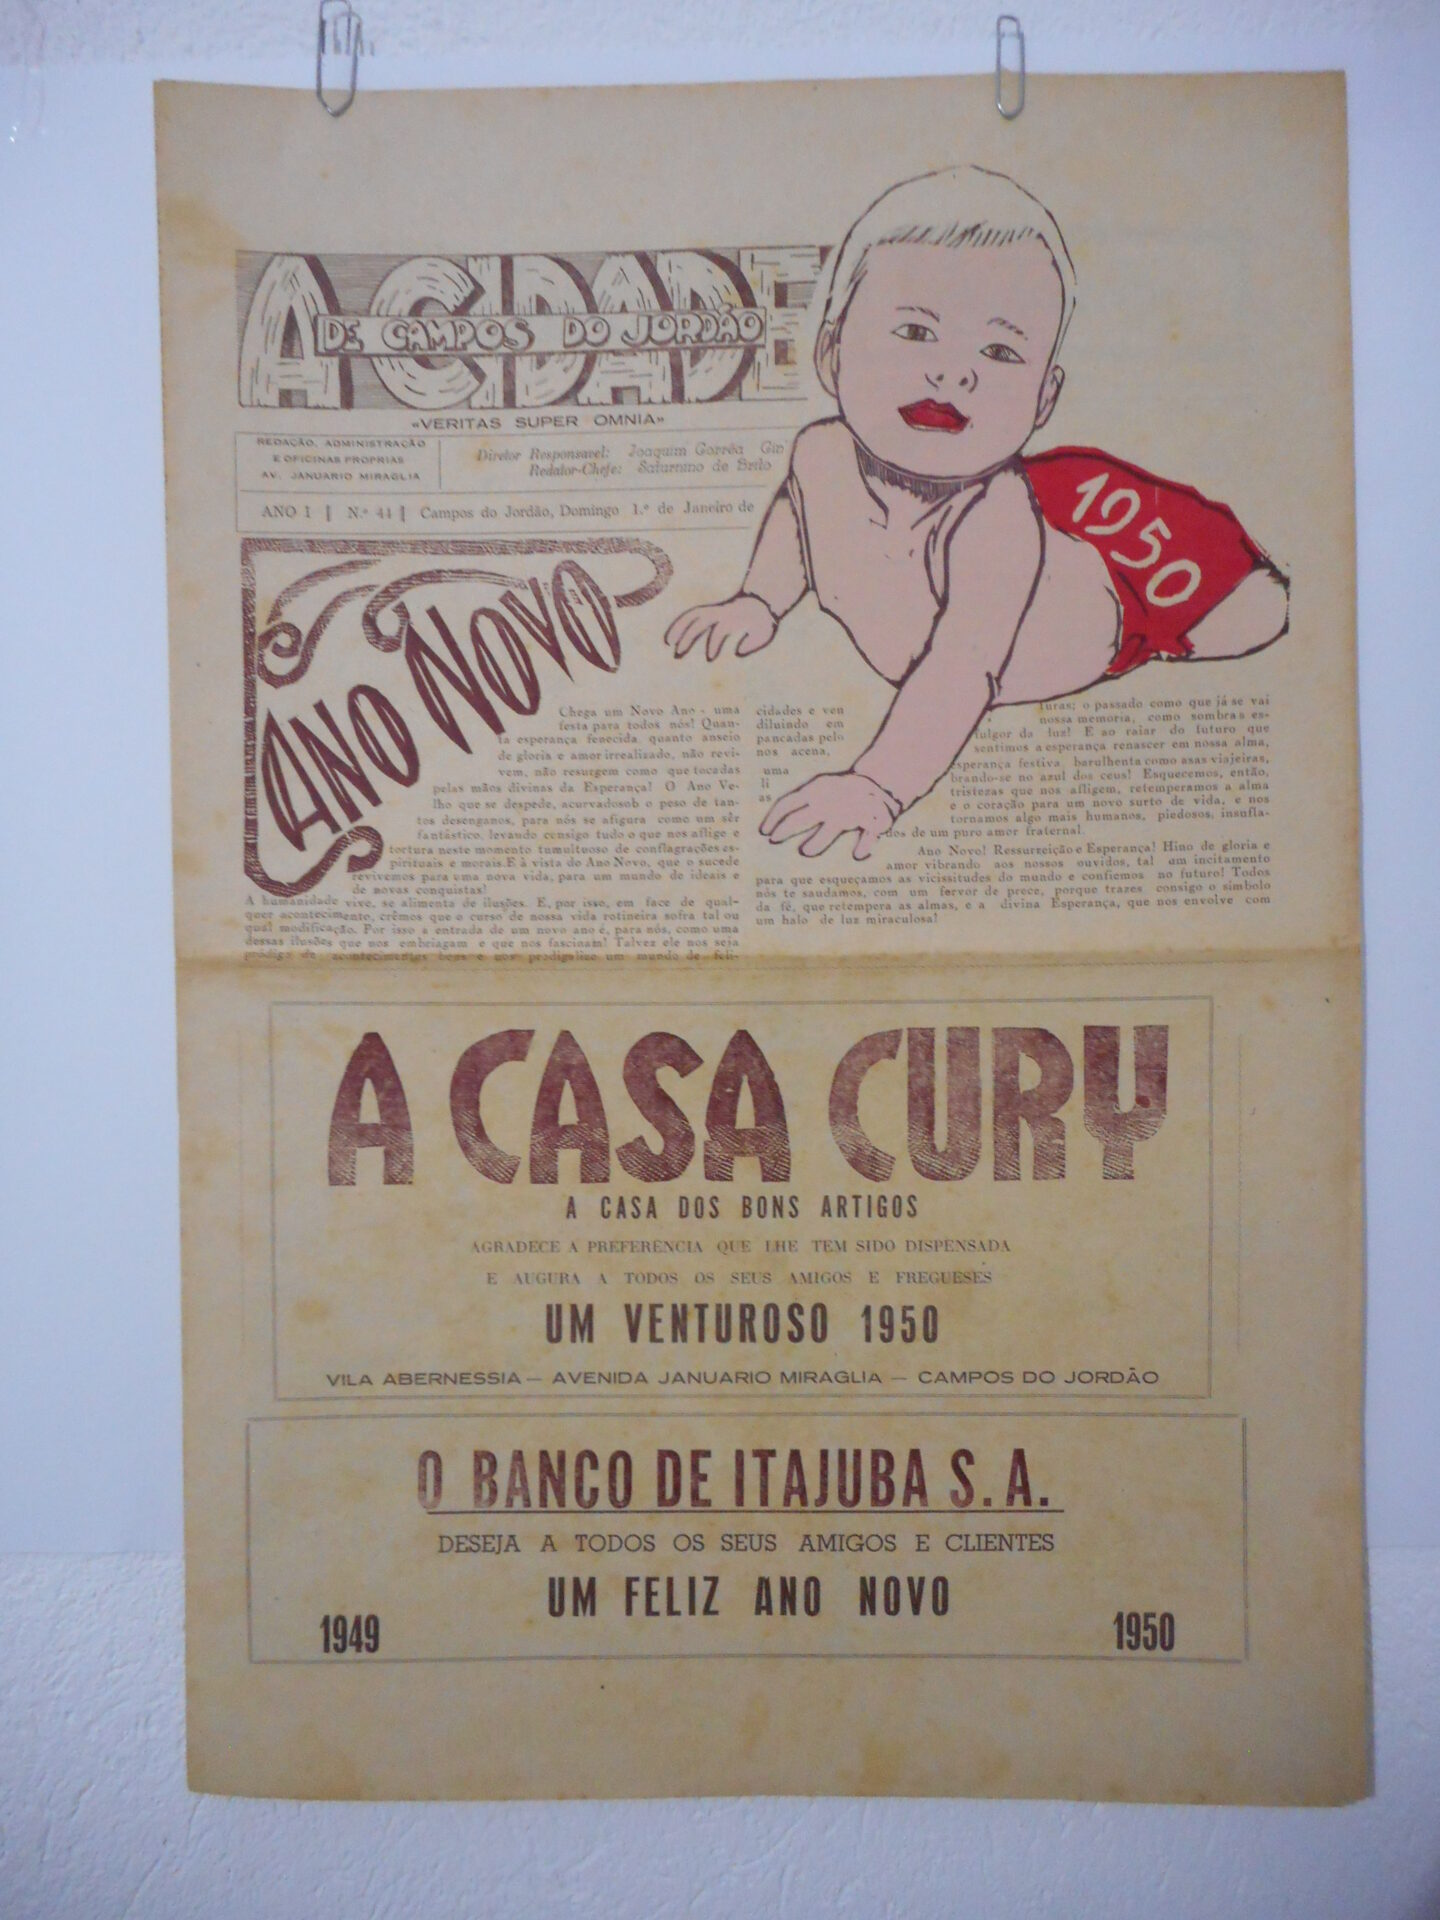 A CIDADE
DE CAMPOS DO JORDÃO
«VERITAS SUPER OMNIA»
REDAÇÃO, ADMINISTRAÇÃO
E OFICINAS PROPRIAS
AV. JANUARIO MIRAGLIA
Diretor Responsavel: Joaquim Corrêa
Redator-Chefe: Saturnino de Brito
ANO I | N.º 44 | Campos do Jordão, Domingo 1.º de Janeiro de
1950
ANO NOVO
Chega um Novo Ano - uma
festa para todos nós! Quan-
ta esperança fenecida, quanto anseio
de gloria e amor irrealizado, não revi-
vem, não resurgem como que tocadas
pelas mãos divinas da Esperança! O Ano Ve-
lho que se despede, acurvadosob o peso de tan-
tos desenganos, para nós se afigura como um sêr
fantástico, levando consigo tudo o que nos aflige e
tortura neste momento tumultuoso de conflagrações es-
pirituais e morais.E à vista do Ano Novo, que o sucede
revivemos para uma nova vida, para um mundo de ideais e
de novas conquistas!
A humanidade vive, se alimenta de ilusões. E, por isso, em face de qual-
quer acontecimento, crêmos que o curso de nossa vida rotineira sofra tal ou
qual modificação. Por isso a entrada de um novo ano é, para nós, como uma
dessas ilusões que nos embriagam e que nos fascinam! Talvez ele nos seja
pródigo de acontecimentos bons e nos prodigalize um mundo de feli-
cidades e ven
diluindo em
pancadas pelo
nos acena,
uma
li
as
turas; o passado como que já se vai
nossa memoria, como sombras es-
fulgor da luz! E ao raiar do futuro que
sentimos a esperança renascer em nossa alma,
esperança festiva, barulhenta como asas viajeiras,
brando-se no azul dos ceus! Esquecemos, então,
tristezas que nos afligem, retemperamos a alma
e o coração para um novo surto de vida, e nos
tornamos algo mais humanos, piedosos, insufla-
dos de um puro amor fraternal.
Ano Novo! Ressurreição e Esperança! Hino de gloria e
amor vibrando aos nossos ouvidos, tal um incitamento
para que esqueçamos as vicissitudes do mundo e confiemos no futuro! Todos
nós te saudamos, com um fervor de prece, porque trazes consigo o simbolo
da fé, que retempera as almas, e a divina Esperança, que nos envolve com
um halo de luz miraculosa!
A CASA CURY
A CASA DOS BONS ARTIGOS
AGRADECE A PREFERENCIA QUE LHE TEM SIDO DISPENSADA
E AUGURA A TODOS OS SEUS AMIGOS E FREGUESES
UM VENTUROSO 1950
VILA ABERNESSIA — AVENIDA JANUARIO MIRAGLIA — CAMPOS DO JORDÃO
O BANCO DE ITAJUBA S. A.
DESEJA A TODOS OS SEUS AMIGOS E CLIENTES
UM FELIZ ANO NOVO
1949 1950